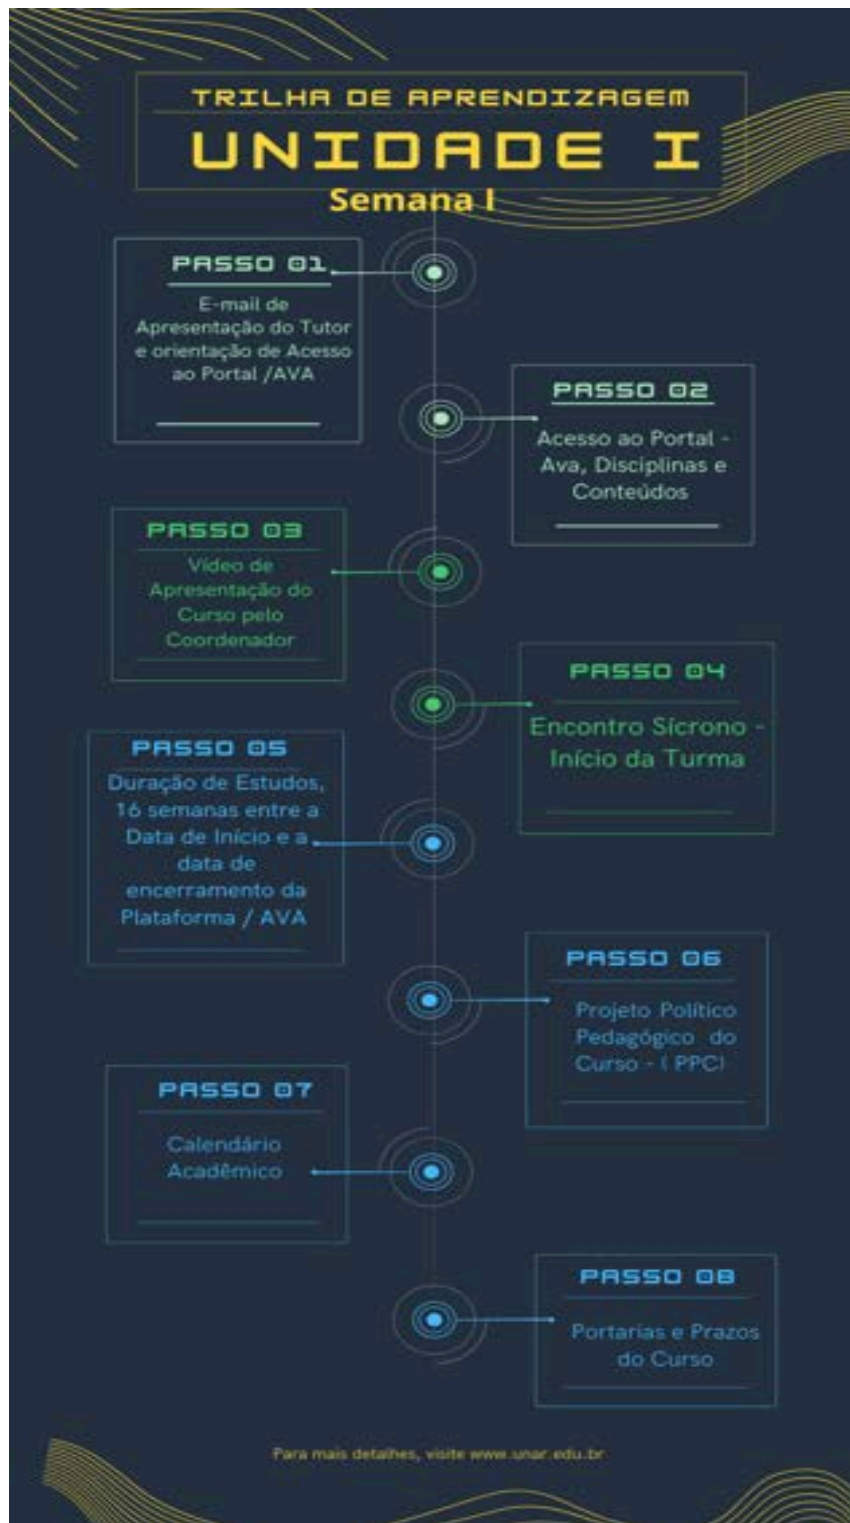 TRILHA DE APRENDIZAGEM
UNIDADE I
Semana I
PASSO 01
E-mail de
Apresentação do Tutor
e orientação de Acesso
ao Portal /AVA
PASSO 02
Acesso ao Portal -
Ava, Disciplinas e
Conteúdos
PASSO 03
Vídeo de
Apresentação do
Curso pelo
Coordenador
PASSO 04
Encontro Sícrono -
Início da Turma
PASSO 05
Duração de Estudos,
16 semanas entre a
Data de Início e a
data de
encerramento da
Plataforma / AVA
PASSO 06
Projeto Político
Pedagógico do
Curso - ( PPC)
PASSO 07
Calendário
Acadêmico
PASSO 08
Portarias e Prazos
do Curso
Para mais detalhes, visite www.unar.edu.br